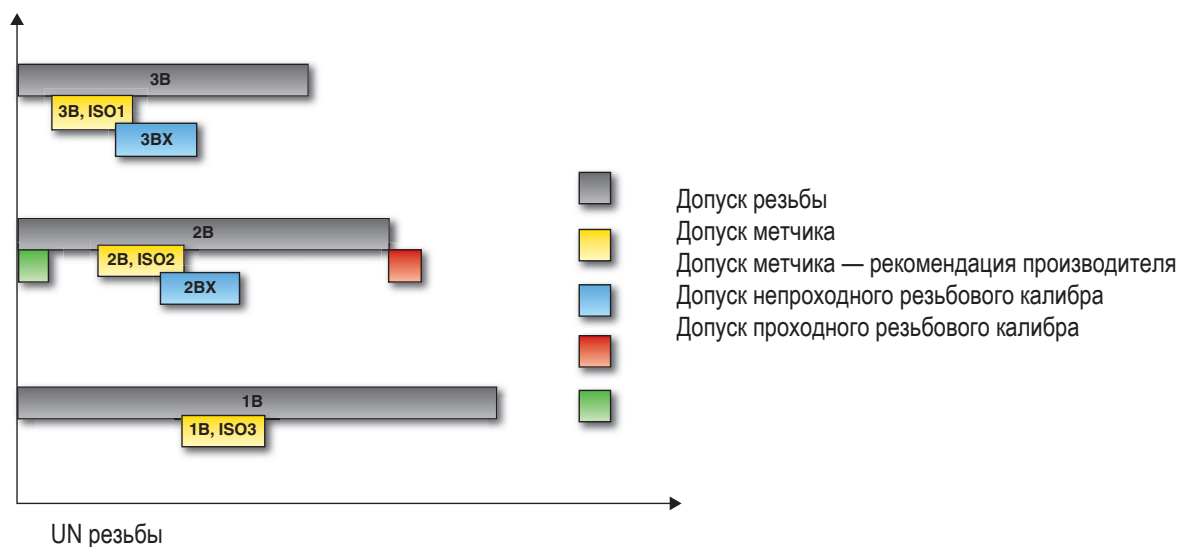 3B
3B, ISO1
3BX
2B
2B, ISO2
2BX
1B
1B, ISO3
Допуск резьбы
Допуск метчика
Допуск метчика — рекомендация производителя
Допуск непроходного резьбового калибра
Допуск проходного резьбового калибра
UN резьбы